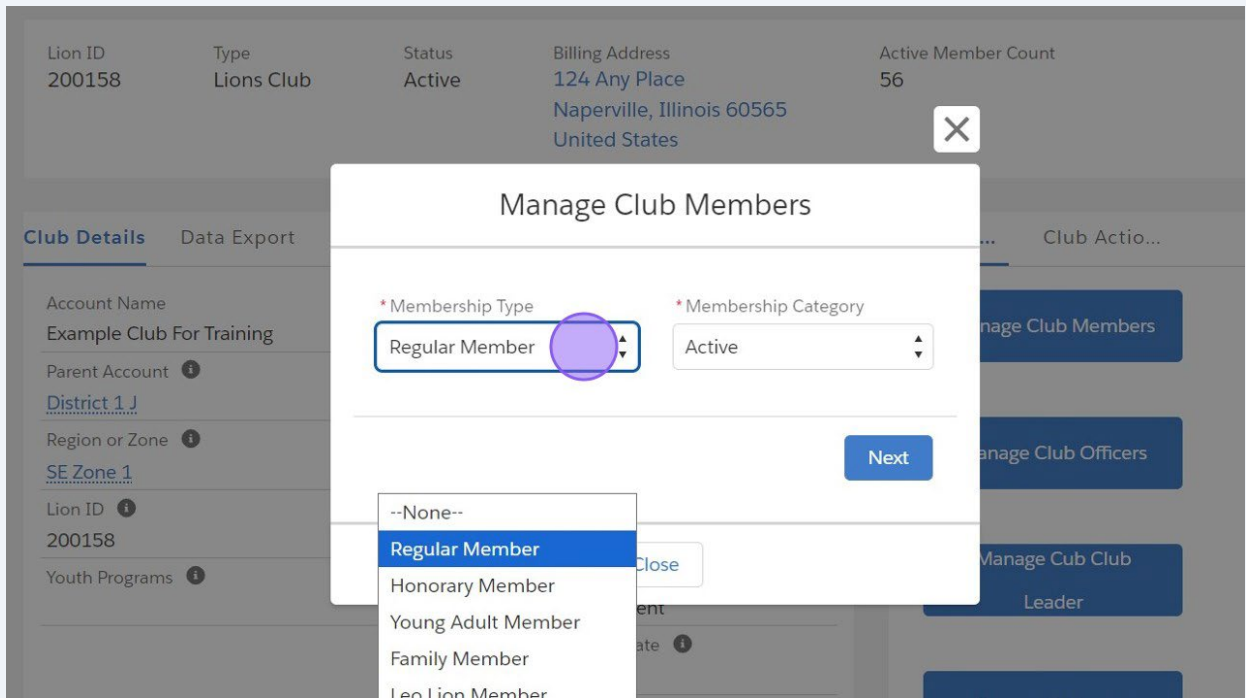 Lion ID
200158
Type
Lions Club
Status
Active
Billing Address
124 Any Place
Naperville, Illinois 60565
United States
Active Member Count
56
Manage Club Members
Club Details
Data Export
...
Club Actio...
Account Name
Example Club For Training
Parent Account
District 1 J
Region or Zone
SE Zone 1
Lion ID
200158
Youth Programs
*Membership Type
Regular Member
*Membership Category
Active
Next
--None--
Regular Member
Honorary Member
Young Adult Member
Family Member
Leo Lion Member
Close
ent
ate
nage Club Members
anage Club Officers
Manage Cub Club
Leader